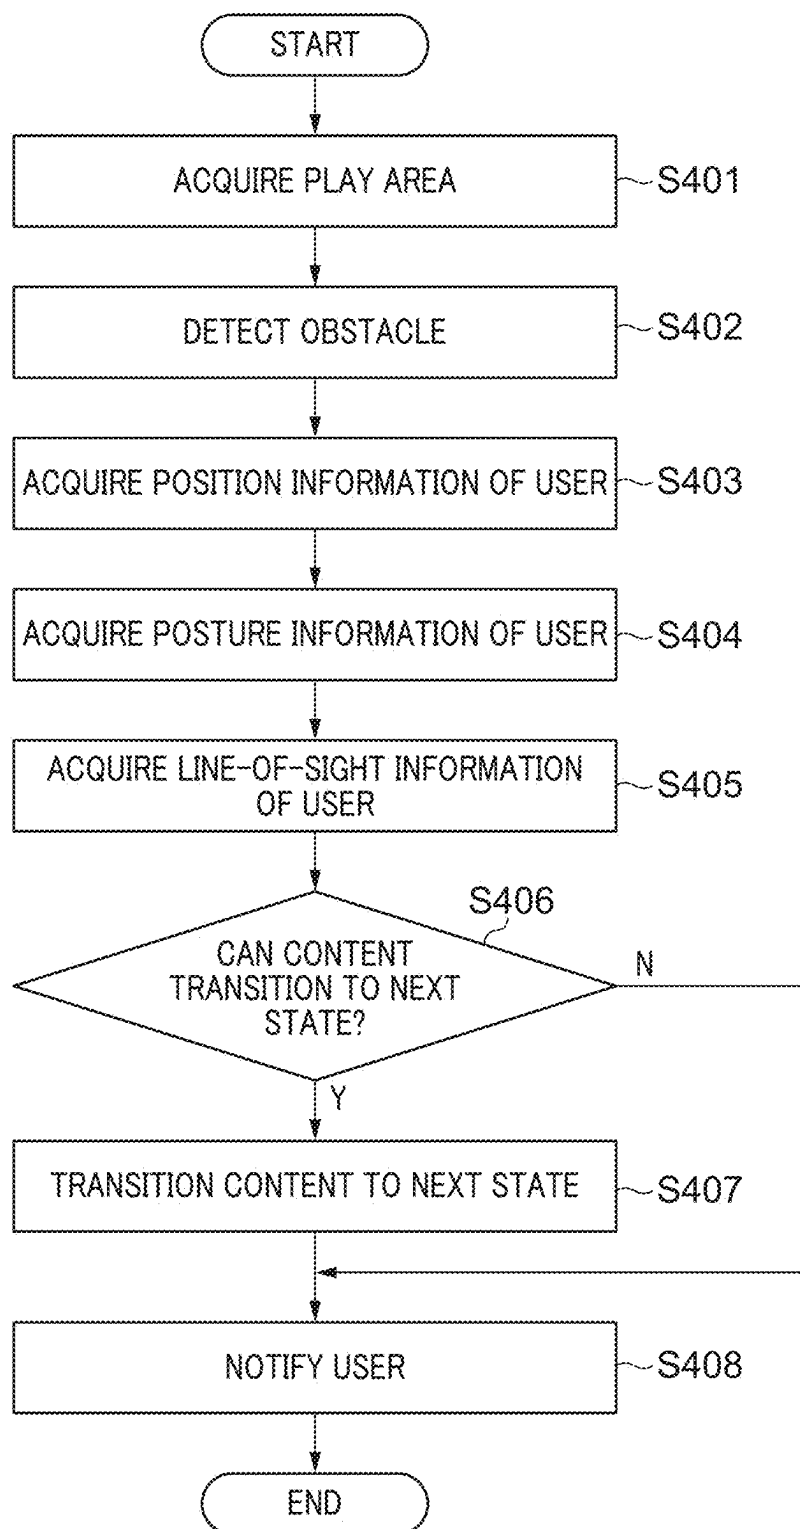 START
ACQUIRE PLAY AREA
S401
DETECT OBSTACLE
S402
ACQUIRE POSITION INFORMATION OF USER
S403
ACQUIRE POSTURE INFORMATION OF USER
S404
ACQUIRE LINE-OF-SIGHT INFORMATION
OF USER
S405
S406
CAN CONTENT
TRANSITION TO NEXT
STATE?
N
Y
TRANSITION CONTENT TO NEXT STATE
S407
NOTIFY USER
S408
END